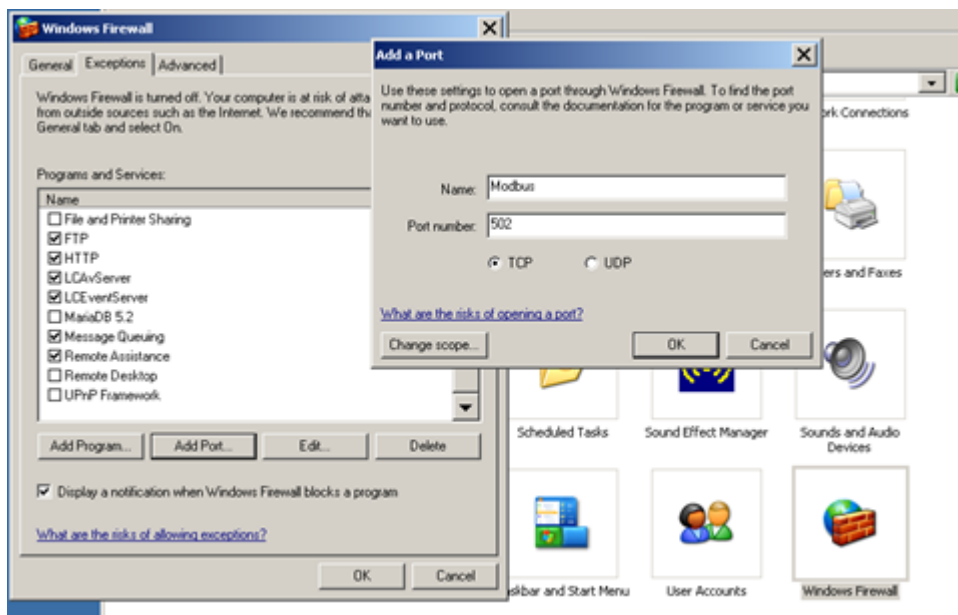 Windows Firewall
General
Exceptions
Advanced
Windows Firewall is turned off. Your computer is at risk of atta
from outside sources such as the Internet. We recommend tha
General tab and select On.
Programs and Services:
Name
File and Printer Sharing
FTP
HTTP
LCAvServer
LCEventServer
MariaDB 5.2
Message Queuing
Remote Assistance
Remote Desktop
UPnP Framework
Add Program...
Add Port...
Edit...
Delete
Display a notification when Windows Firewall blocks a program
What are the risks of allowing exceptions?
OK
Cancel
Add a Port
Use these settings to open a port through Windows Firewall. To find the port
number and protocol, consult the documentation for the program or service you
want to use.
Name: Modbus
Port number: 502
TCP
UDP
What are the risks of opening a port?
Change scope...
OK
Cancel
rk Connections
ers and Faxes
Scheduled Tasks
Sound Effect Manager
Sounds and Audio
Devices
skbar and Start Menu
User Accounts
Windows Firewall